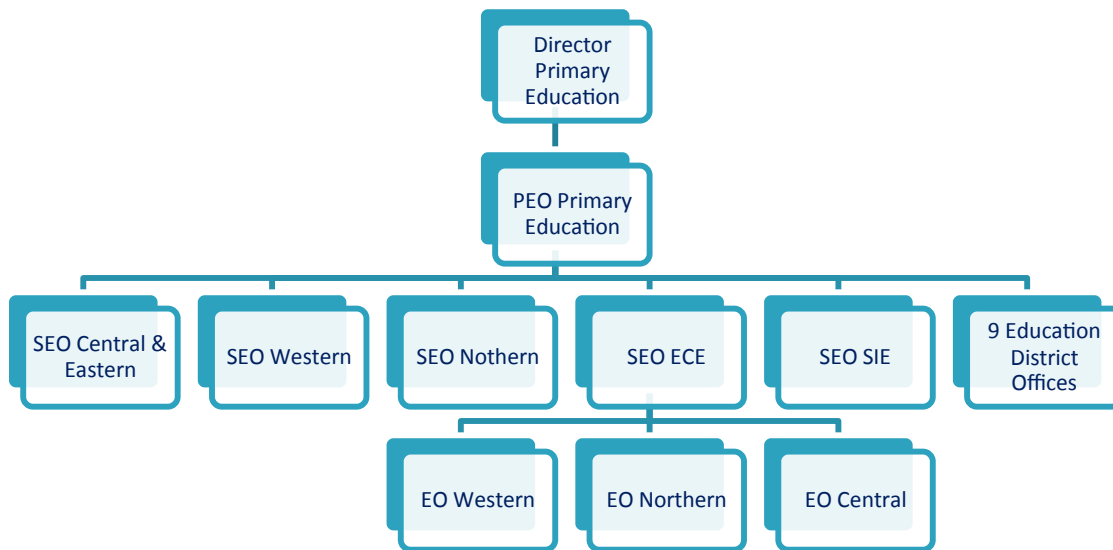 Director
Primary
Education
PEO Primary
Education
SEO Central &
Eastern
SEO Western
SEO Nothern
SEO ECE
SEO SIE
9 Education
District
Offices
EO Western
EO Northern
EO Central